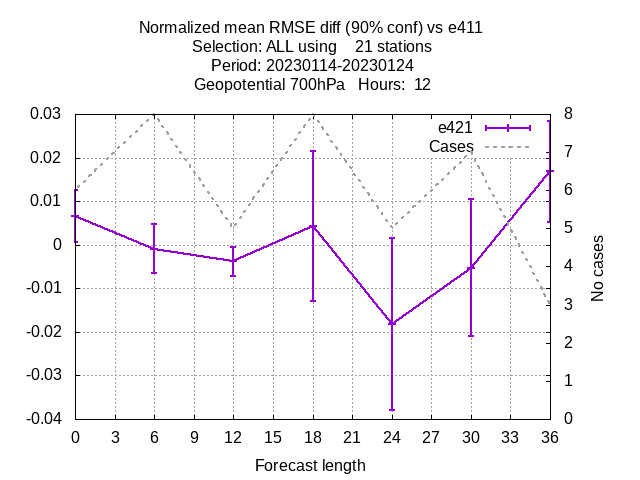 Normalized mean RMSE diff (90% conf) vs e411
Selection: ALL using    21 stations
Period: 20230114-20230124
Geopotential 700hPa   Hours:  12
e421
Cases
0.03
0.02
0.01
0
-0.01
-0.02
-0.03
-0.04
8
7
6
5
4
3
2
1
0
No cases
0 3 6 9 12 15 18 21 24 27 30 33 36
Forecast length